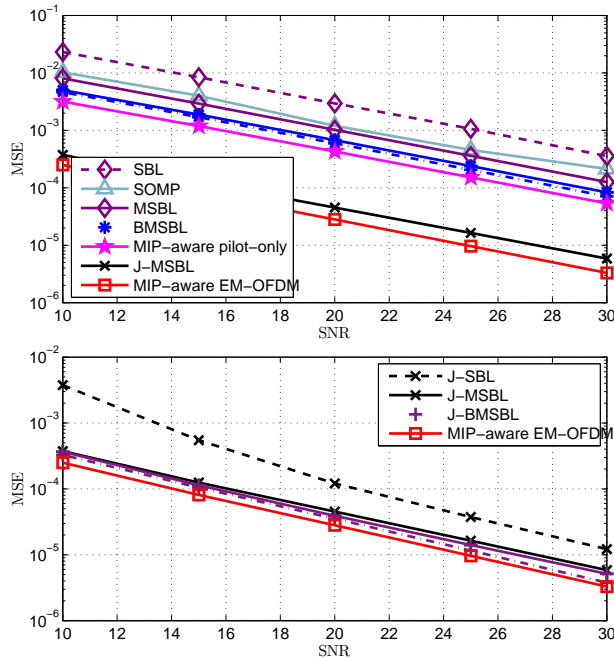 10^-1
10^-2
10^-3
10^-4
10^-5
10^-6
MSE
SBL
SOMP
MSBL
BMSBL
MIP-aware pilot-only
J-MSBL
MIP-aware EM-OFDM
10 12 14 16 18 20 22 24 26 28 30
SNR
10^-2
10^-3
10^-4
10^-5
10^-6
MSE
J-SBL
J-MSBL
J-BMSBL
MIP-aware EM-OFDM
10 12 14 16 18 20 22 24 26 28 30
SNR